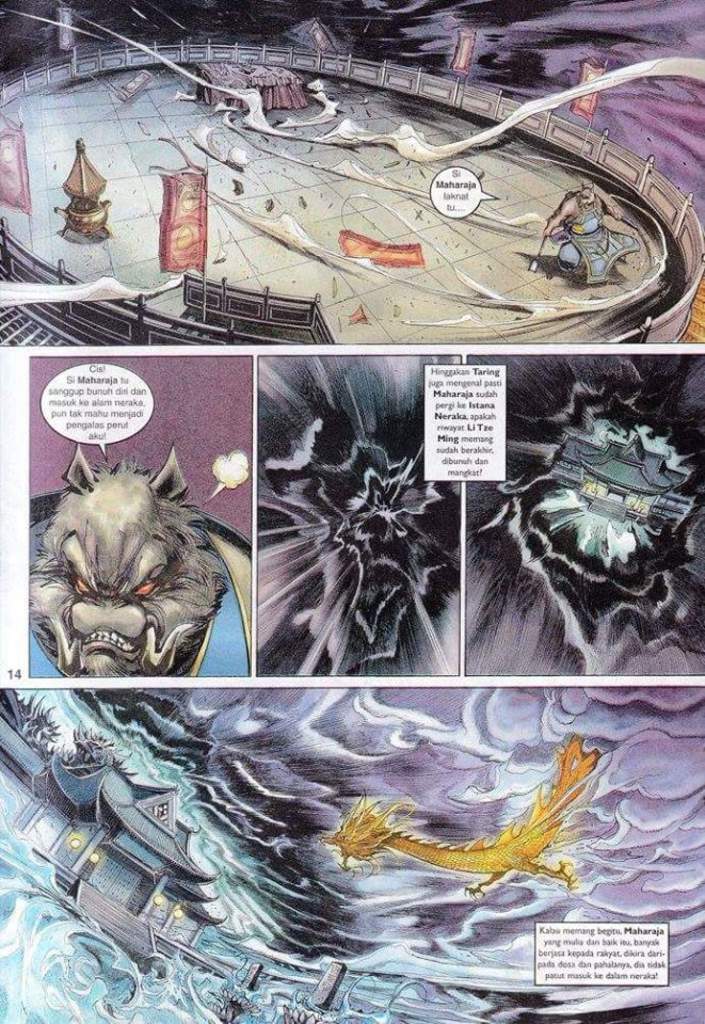 Si
Maharaja
laknat
tu....
Cis!
Si Maharaja tu
sanggup bunuh diri dan
masuk ke alam neraka,
pun tak mahu menjadi
pengalas perut
aku!
Hinggakan Taring
juga mengenal pasti
Maharaja sudah
pergi ke Istana
Neraka, apakah
riwayat Li Tze
Ming memang
sudah berakhir,
dibunuh dan
mangkat?
14
Kalau memang begitu, Maharaja
yang mulia dan baik itu, banyak
berjasa kepada rakyat, dikira dari-
pada dosa dan pahalanya, dia tidak
patut masuk ke dalam neraka!